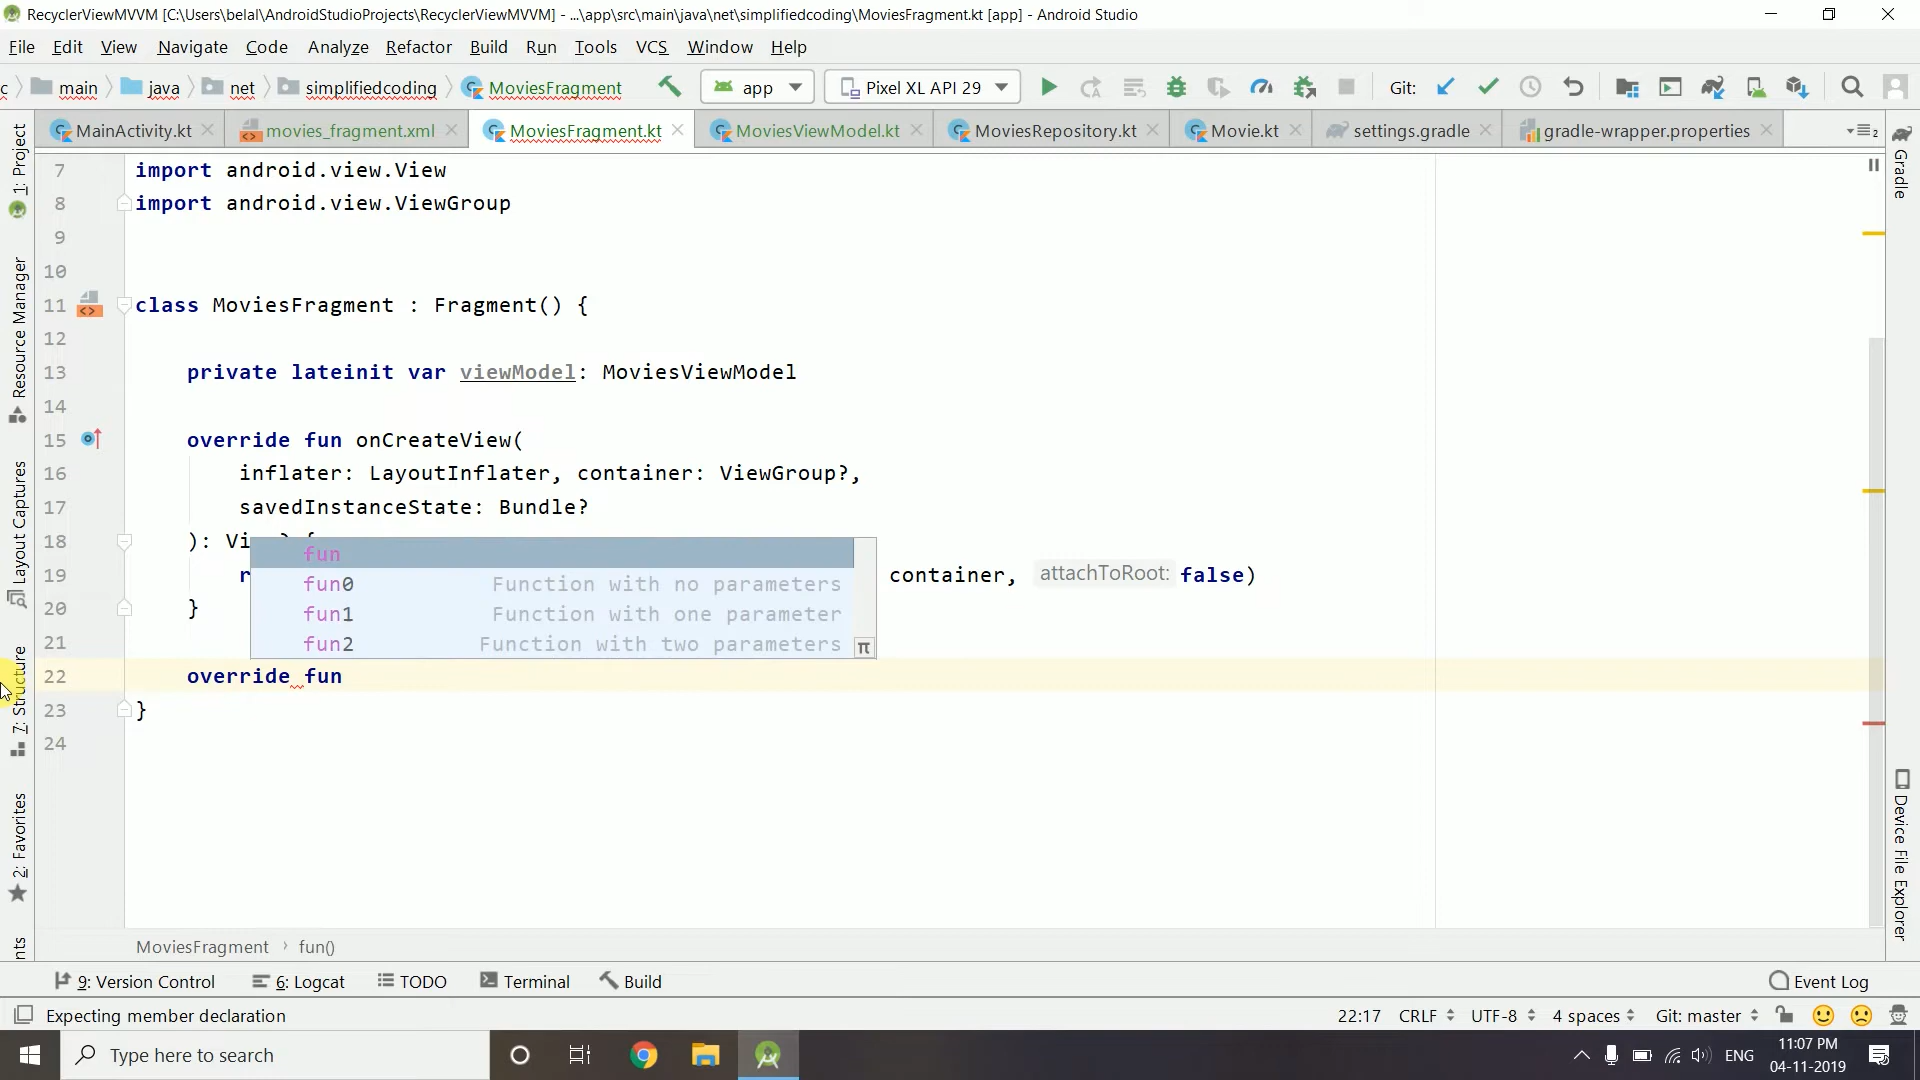 RecyclerViewMVVM [C:\Users\belal\AndroidStudioProjects\RecyclerViewMVVM] - ...\app\src\main\java\net\simplifiedcoding\MoviesFragment.kt [app] - Android Studio
File Edit View Navigate Code Analyze Refactor Build Run Tools VCS Window Help
c main java net simplifiedcoding MoviesFragment app Pixel XL API 29 Git:
MainActivity.kt movies_fragment.xml MoviesFragment.kt MoviesViewModel.kt MoviesRepository.kt Movie.kt settings.gradle gradle-wrapper.properties 2
1: Project
Resource Manager
Layout Captures
7: Structure
2: Favorites
nts
Gradle
Device File Explorer
7 import android.view.View
8 import android.view.ViewGroup
9
10
11 class MoviesFragment : Fragment() {
12
13 private lateinit var viewModel: MoviesViewModel
14
15 override fun onCreateView(
16 inflater: LayoutInflater, container: ViewGroup?,
17 savedInstanceState: Bundle?
18 ): Vi
fun
19 r container, attachToRoot: false)
fun0 Function with no parameters
20 }
fun1 Function with one parameter
21
fun2 Function with two parameters π
22 override fun
23 }
24
MoviesFragment › fun()
9: Version Control 6: Logcat TODO Terminal Build Event Log
Expecting member declaration 22:17 CRLF UTF-8 4 spaces Git: master
Type here to search ENG 11:07 PM
04-11-2019